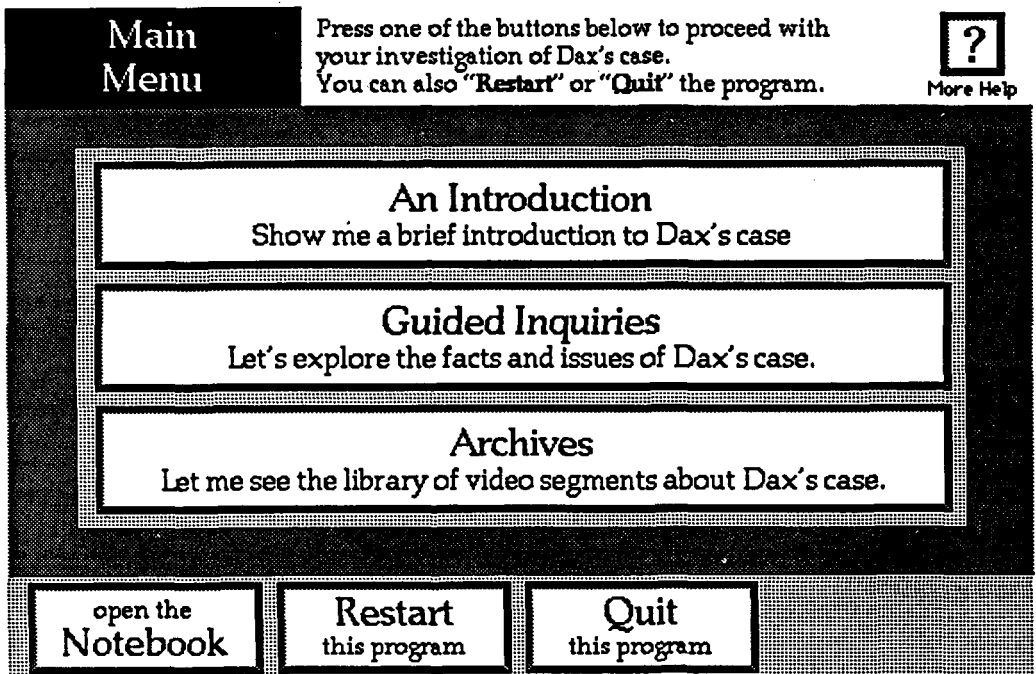 Main
Menu
Press one of the buttons below to proceed with
your investigation of Dax's case.
You can also "Restart" or "Quit" the program.
?
More Help
An Introduction
Show me a brief introduction to Dax's case
Guided Inquiries
Let's explore the facts and issues of Dax's case.
Archives
Let me see the library of video segments about Dax's case.
open the
Notebook
Restart
this program
Quit
this program